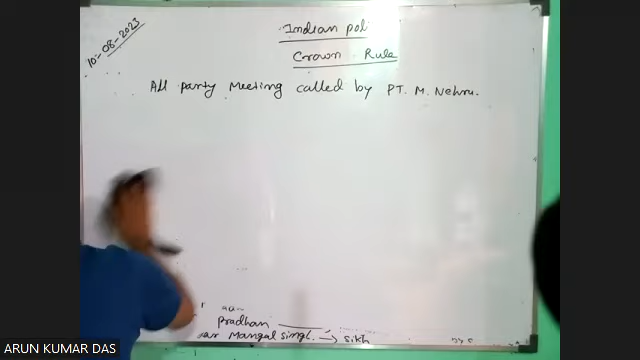 10-08-2023
Indian pol
Crown Rule
All party Meeting called by PT. M. Nehru.
Pradhan
Mangal Singh → Sikh
ARUN KUMAR DAS